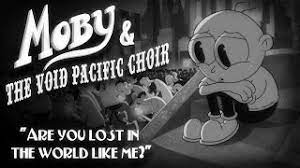 MOBY &
THE VOID PACIFIC CHOIR
"ARE YOU LOST IN
THE WORLD LIKE ME?"